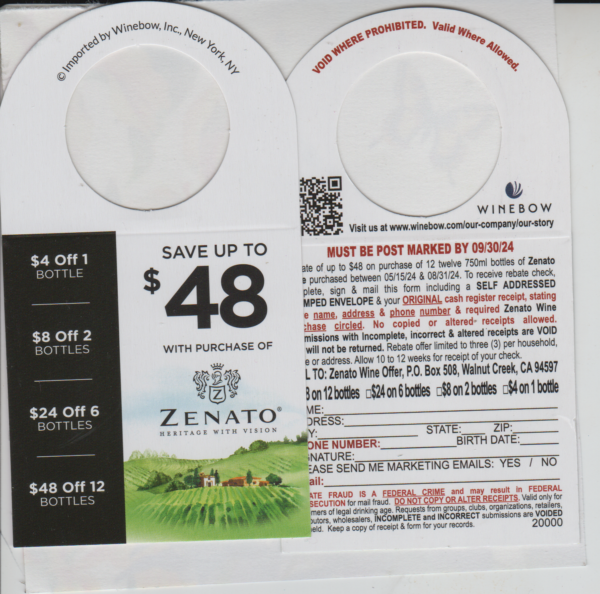 © Imported by Winebow, Inc., New York, NY
$4 Off 1
BOTTLE
$8 Off 2
BOTTLES
$24 Off 6
BOTTLES
$48 Off 12
BOTTLES
SAVE UP TO
$48
WITH PURCHASE OF
Z
ZENATO®
HERITAGE WITH VISION
VOID WHERE PROHIBITED. Valid Where Allowed.
WINEBOW
Visit us at www.winebow.com/our-company/our-story
MUST BE POST MARKED BY 09/30/24
ate of up to $48 on purchase of 12 twelve 750ml bottles of Zenato
purchased between 05/15/24 & 08/31/24. To receive rebate check,
plete, sign & mail this form including a SELF ADDRESSED
MPED ENVELOPE & your ORIGINAL cash register receipt, stating
name, address & phone number & required Zenato Wine
chase circled. No copied or altered- receipts allowed.
missions with Incomplete, incorrect & altered receipts are VOID
will not be returned. Rebate offer limited to three (3) per household,
e or address. Allow 10 to 12 weeks for receipt of your check.
L TO: Zenato Wine Offer, P.O. Box 508, Walnut Creek, CA 94597
8 on 12 bottles □$24 on 6 bottles □$8 on 2 bottles □$4 on 1 bottle
ME:
DRESS:
Y: STATE: ZIP:
ONE NUMBER: BIRTH DATE:
NATURE:
EASE SEND ME MARKETING EMAILS: YES / NO
ail:
ATE FRAUD IS A FEDERAL CRIME and may result in FEDERAL
SECUTION for mail fraud. DO NOT COPY OR ALTER RECEIPTS. Valid only for
mers of legal drinking age. Requests from groups, clubs, organizations, retailers,
utors, wholesalers, INCOMPLETE and INCORRECT submissions are VOIDED
eld. Keep a copy of receipt & form for your records. 20000